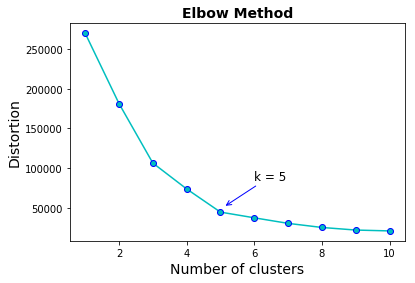 Elbow Method
250000
200000
150000
100000
50000
Distortion
k = 5
2 4 6 8 10
Number of clusters